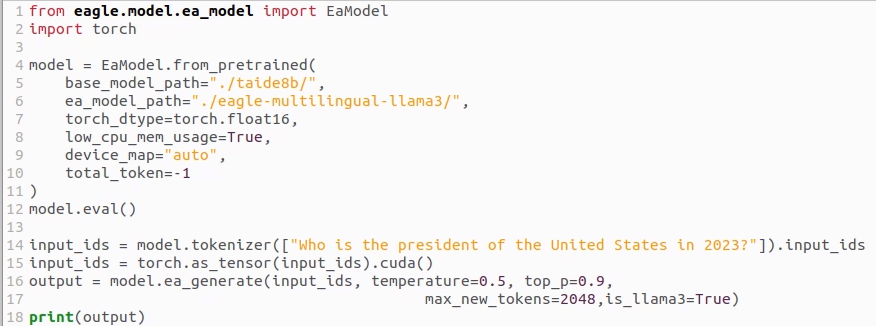 1 from eagle.model.ea_model import EaModel
2 import torch
3
4 model = EaModel.from_pretrained(
5     base_model_path="./taide8b/",
6     ea_model_path="./eagle-multilingual-llama3/",
7     torch_dtype=torch.float16,
8     low_cpu_mem_usage=True,
9     device_map="auto",
10     total_token=-1
11 )
12 model.eval()
13
14 input_ids = model.tokenizer(["Who is the president of the United States in 2023?"]).input_ids
15 input_ids = torch.as_tensor(input_ids).cuda()
16 output = model.ea_generate(input_ids, temperature=0.5, top_p=0.9,
17                                             max_new_tokens=2048,is_llama3=True)
18 print(output)